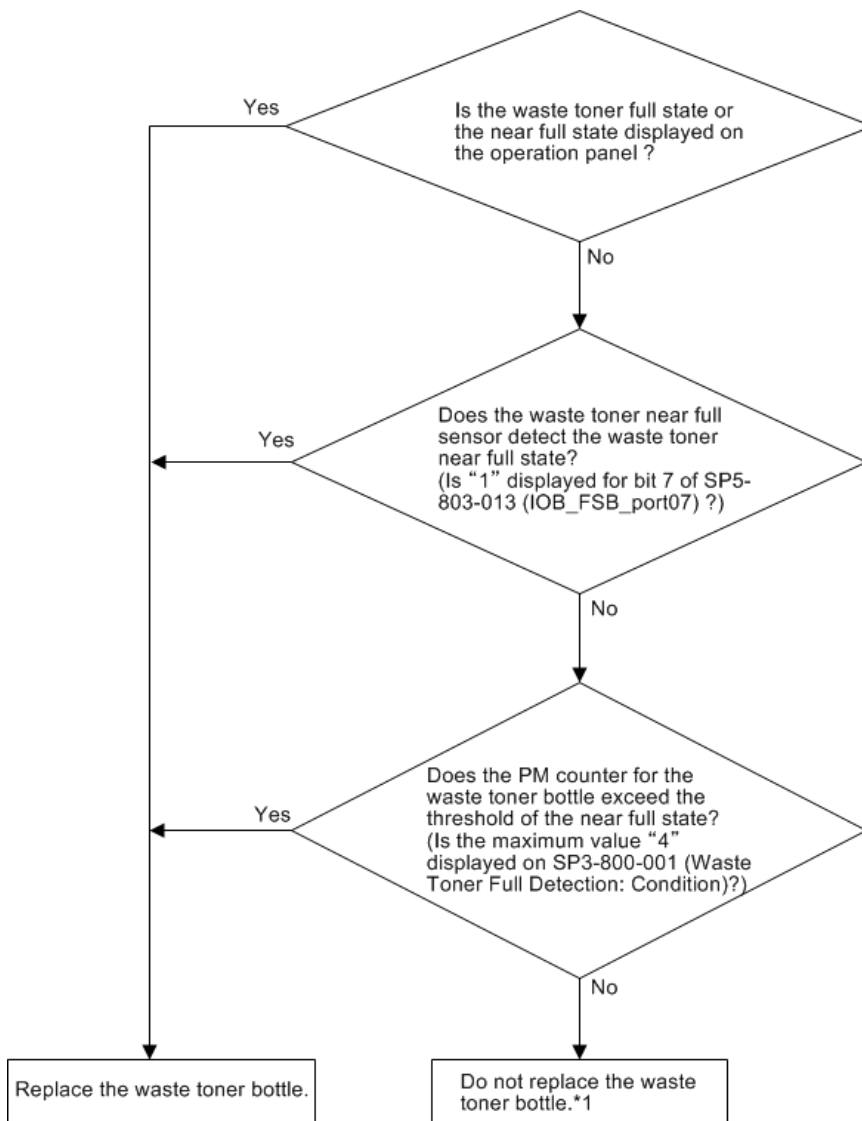 Yes
Is the waste toner full state or
the near full state displayed on
the operation panel ?
No
Yes
Does the waste toner near full
sensor detect the waste toner
near full state?
(Is “1” displayed for bit 7 of SP5-
803-013 (IOB_FSB_port07) ?)
No
Yes
Does the PM counter for the
waste toner bottle exceed the
threshold of the near full state?
(Is the maximum value “4”
displayed on SP3-800-001 (Waste
Toner Full Detection: Condition)?)
No
Replace the waste toner bottle.
Do not replace the waste
toner bottle.*1